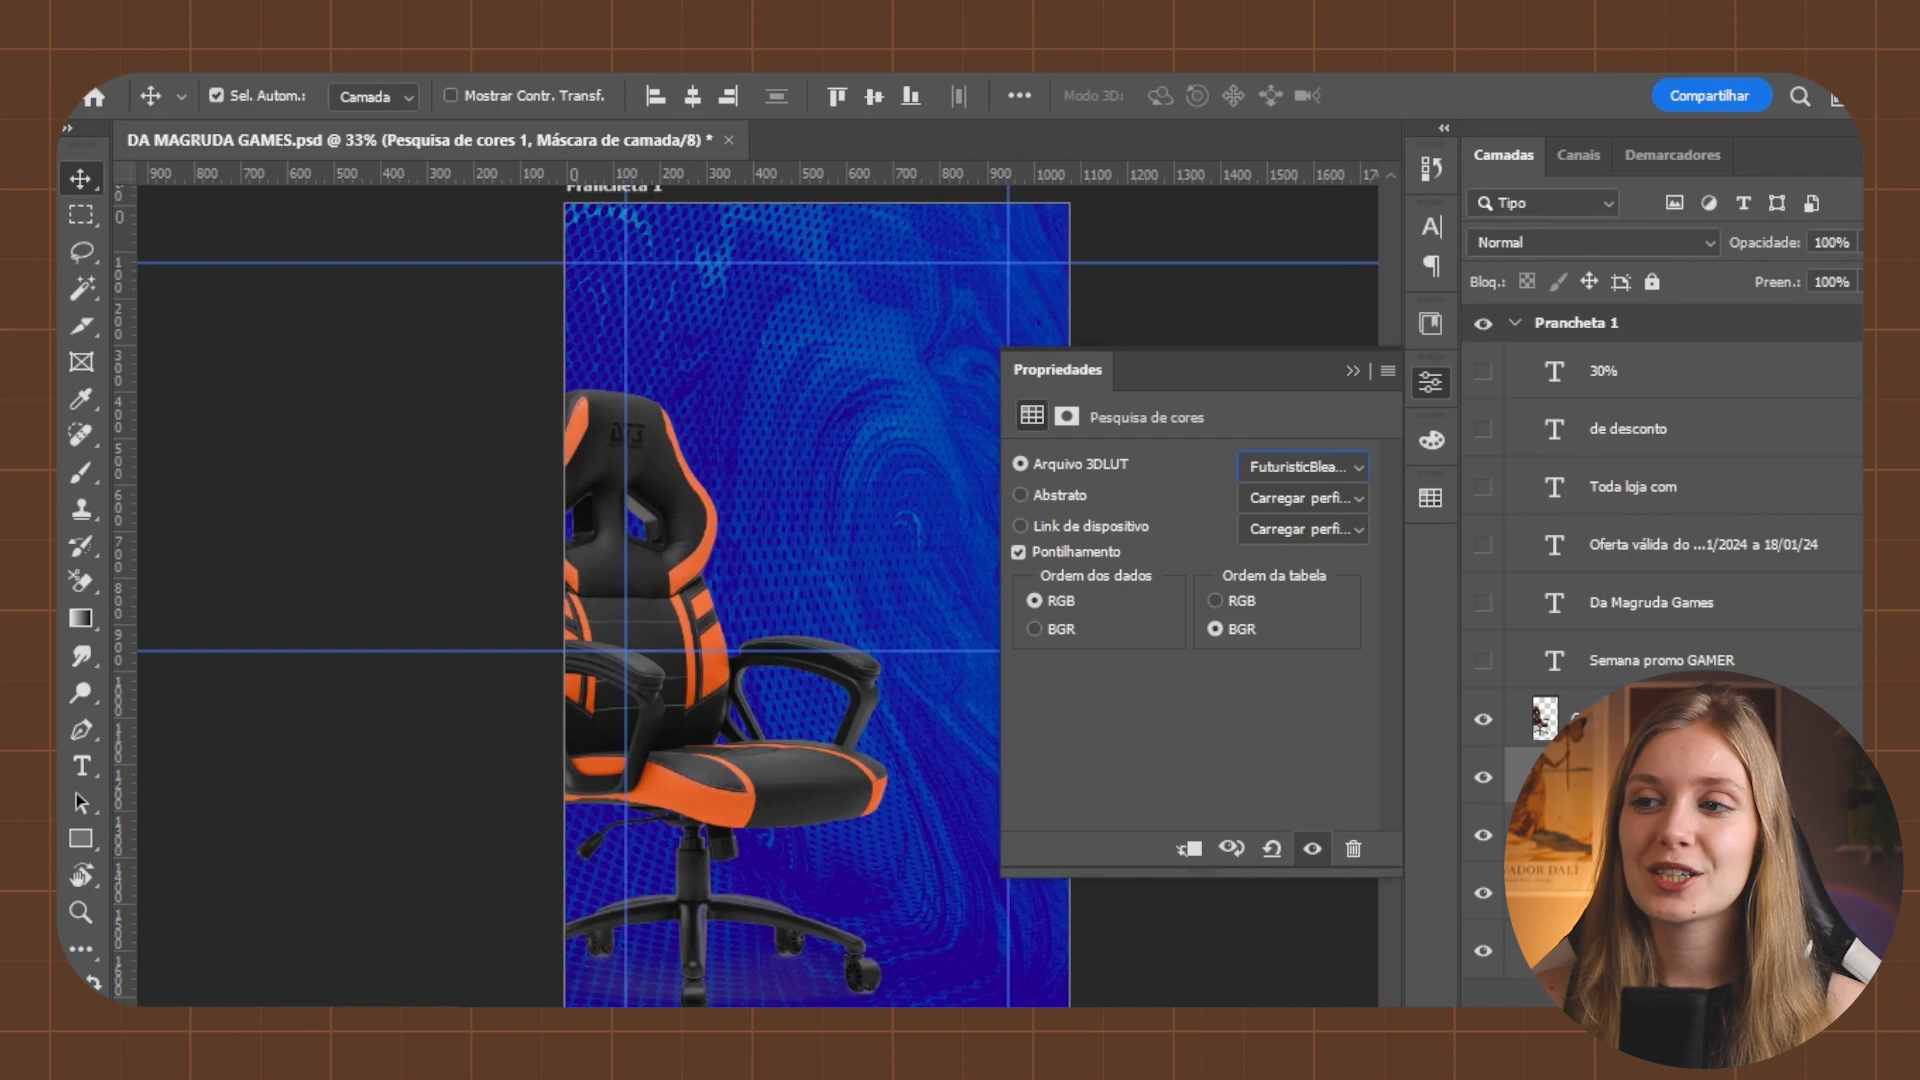 Sel. Autom.:
Camada
Mostrar Contr. Transf.
Modo 3D:
Compartilhar
DA MAGRUDA GAMES.psd @ 33% (Pesquisa de cores 1, Máscara de camada/8) *
900 800 700 600 500 400 300 200 100 0 100 200 300 400 500 600 700 800 900 1000 1100 1200 1300 1400 1500 1600
Prancheta 1
Propriedades
Pesquisa de cores
Arquivo 3DLUT
FuturisticBlea...
Abstrato
Carregar perfi...
Link de dispositivo
Carregar perfi...
Pontilhamento
Ordem dos dados
Ordem da tabela
RGB
RGB
BGR
BGR
Camadas
Canais
Demarcadores
Tipo
Normal
Opacidade:
100%
Bloq.:
Preen.:
100%
Prancheta 1
30%
de desconto
Toda loja com
Oferta válida do ...1/2024 a 18/01/24
Da Magruda Games
Semana promo GAMER
VADOR DALÍ